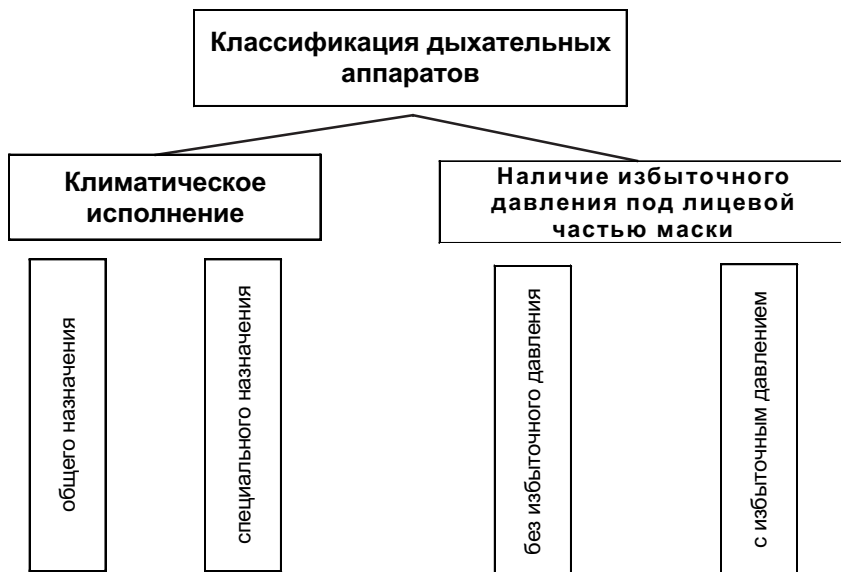 Классификация дыхательных
аппаратов
Климатическое
исполнение
Наличие избыточного
давления под лицевой
частью маски
общего назначения
специального назначения
без избыточного давления
с избыточным давлением